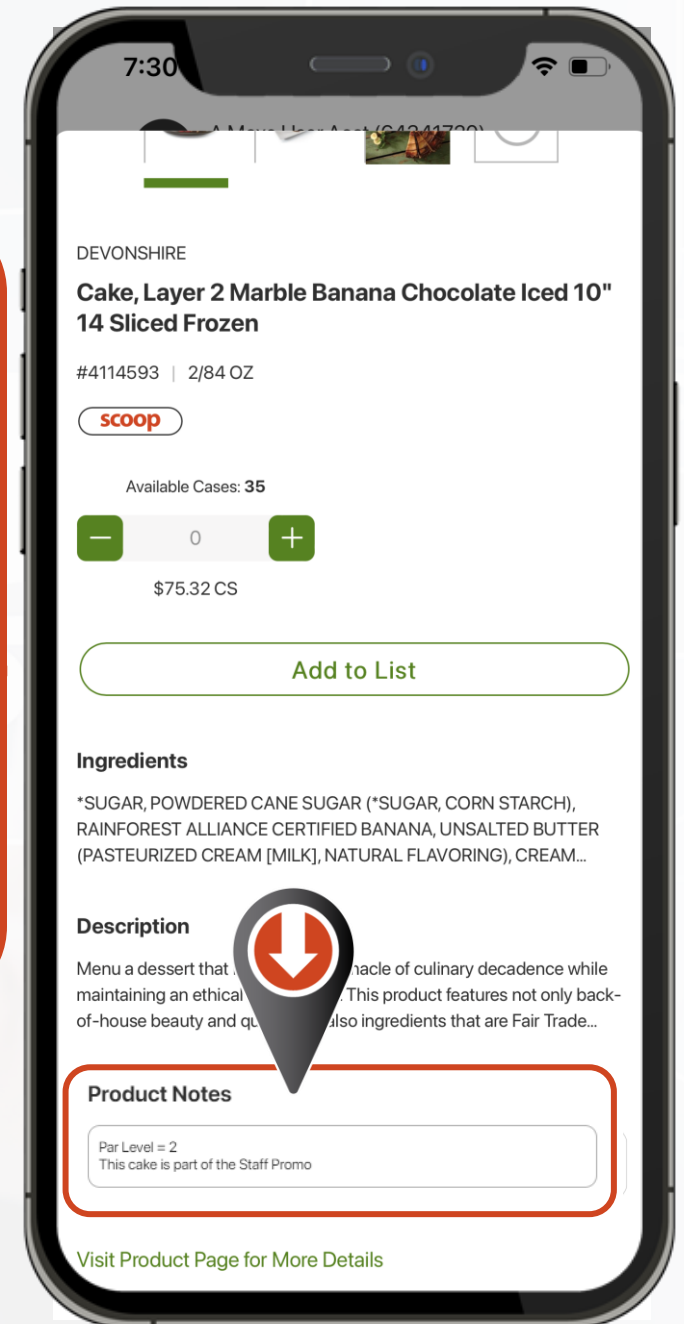 7:30
DEVONSHIRE
Cake, Layer 2 Marble Banana Chocolate Iced 10"
14 Sliced Frozen
#4114593 | 2/84 OZ
scoop
Available Cases: 35
0
$75.32 CS
Add to List
Ingredients
*SUGAR, POWDERED CANE SUGAR (*SUGAR, CORN STARCH),
RAINFOREST ALLIANCE CERTIFIED BANANA, UNSALTED BUTTER
(PASTEURIZED CREAM [MILK], NATURAL FLAVORING), CREAM...
Description
Menu a dessert that of culinary decadence while
maintaining an ethical This product features not only back-
of-house beauty and also ingredients that are Fair Trade...
Product Notes
Par Level = 2
This cake is part of the Staff Promo
Visit Product Page for More Details